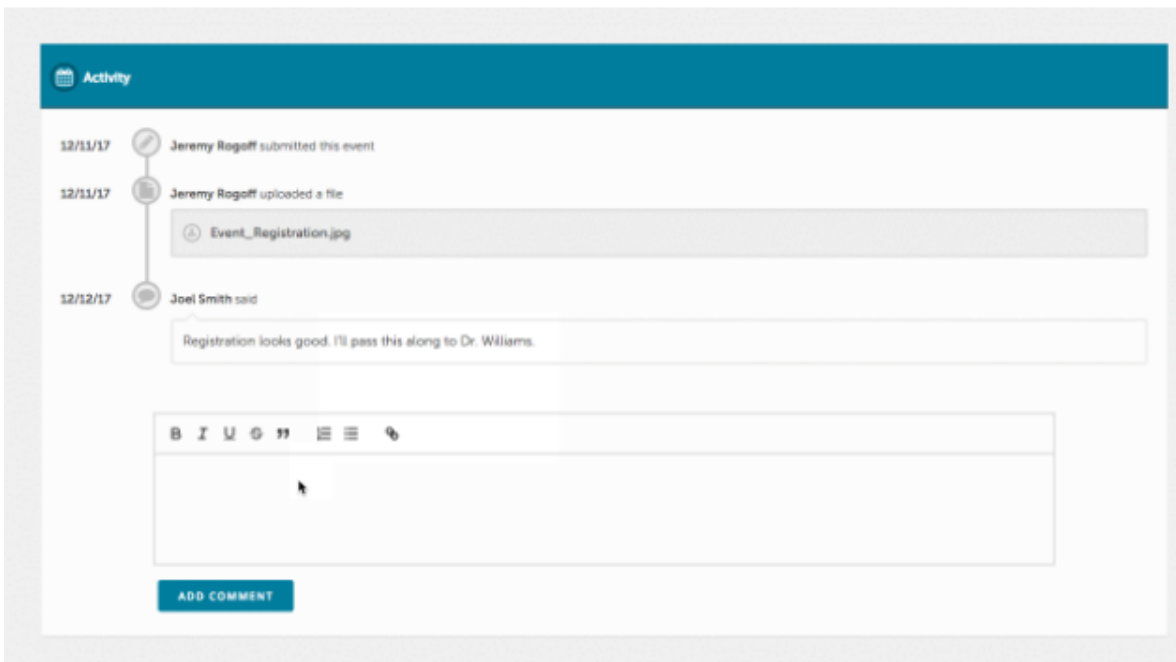 Activity
12/11/17 Jeremy Rogoff submitted this event
12/11/17 Jeremy Rogoff uploaded a file
Event_Registration.jpg
12/12/17 Joel Smith said
Registration looks good. I'll pass this along to Dr. Williams.
B I U S ”
ADD COMMENT